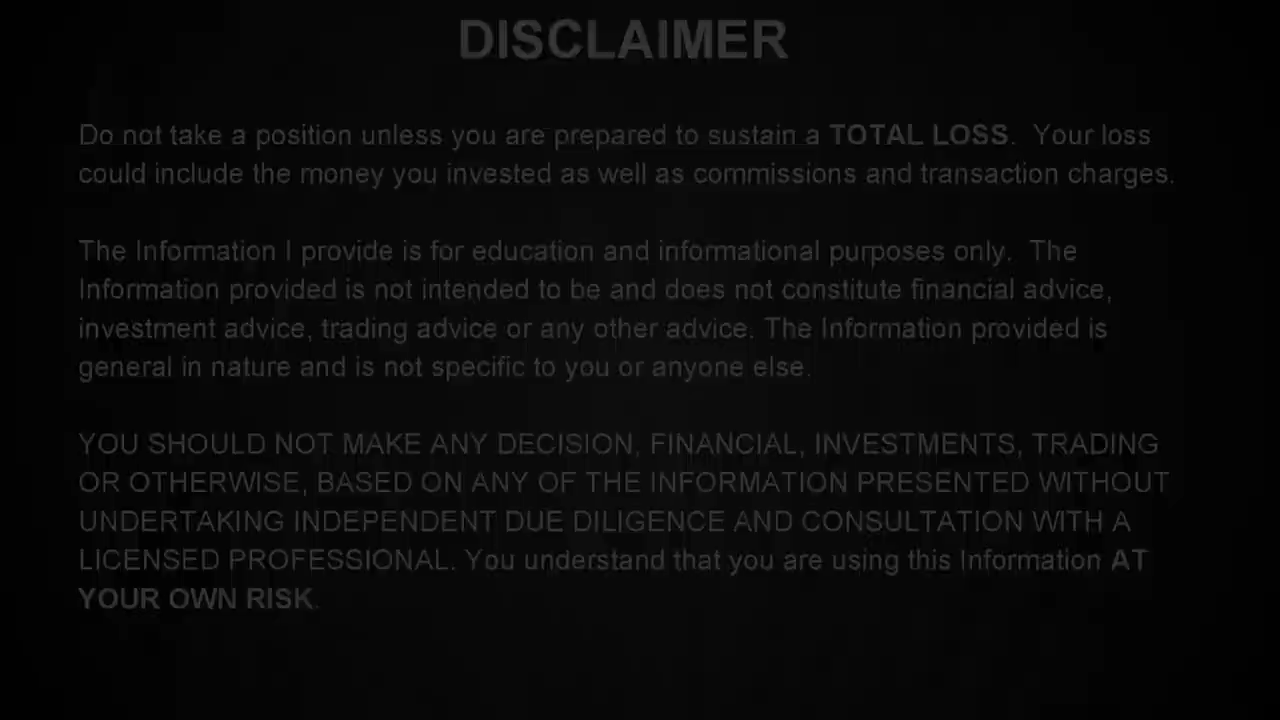 DISCLAIMER
Do not take a position unless you are prepared to sustain a TOTAL LOSS.  Your loss
could include the money you invested as well as commissions and transaction charges.
The Information I provide is for education and informational purposes only.  The
Information provided is not intended to be and does not constitute financial advice,
investment advice, trading advice or any other advice. The Information provided is
general in nature and is not specific to you or anyone else.
YOU SHOULD NOT MAKE ANY DECISION, FINANCIAL, INVESTMENTS, TRADING
OR OTHERWISE, BASED ON ANY OF THE INFORMATION PRESENTED WITHOUT
UNDERTAKING INDEPENDENT DUE DILIGENCE AND CONSULTATION WITH A
LICENSED PROFESSIONAL. You understand that you are using this Information AT
YOUR OWN RISK.